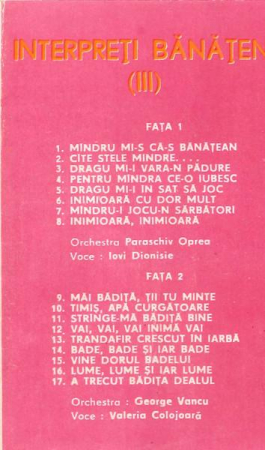 INTERPREȚI BĂNĂȚEN
(III)
FAȚA 1
1. MÎNDRU MI-S CĂ-S BĂNĂȚEAN
2. CÎTE STELE MÎNDRE....
3. DRAGU MI-I VARA-N PĂDURE
4. PENTRU MÎNDRA CE-O IUBESC
5. DRAGU MI-I ÎN SAT SĂ JOC
6. INIMIOARĂ CU DOR MULT
7. MÎNDRU-I JOCU-N SĂRBĂTORI
8. INIMIOARĂ, INIMIOARĂ
Orchestra Paraschiv Oprea
Voce : Iovi Dionisie
FAȚA 2
9. MĂI BĂDIȚĂ, ȚII TU MINTE
10. TIMIȘ, APĂ CURGĂTOARE
11. STRÎNGE-MĂ BĂDIȚĂ BINE
12. VAI, VAI, VAI INIMĂ VAI
13. TRANDAFIR CRESCUT ÎN IARBĂ
14. BADE, BADE ȘI IAR BADE
15. VINE DORUL BADELUI
16. LUME, LUME ȘI IAR LUME
17. A TRECUT BĂDIȚA DEALUL
Orchestra : George Vancu
Voce : Valeria Colojoară